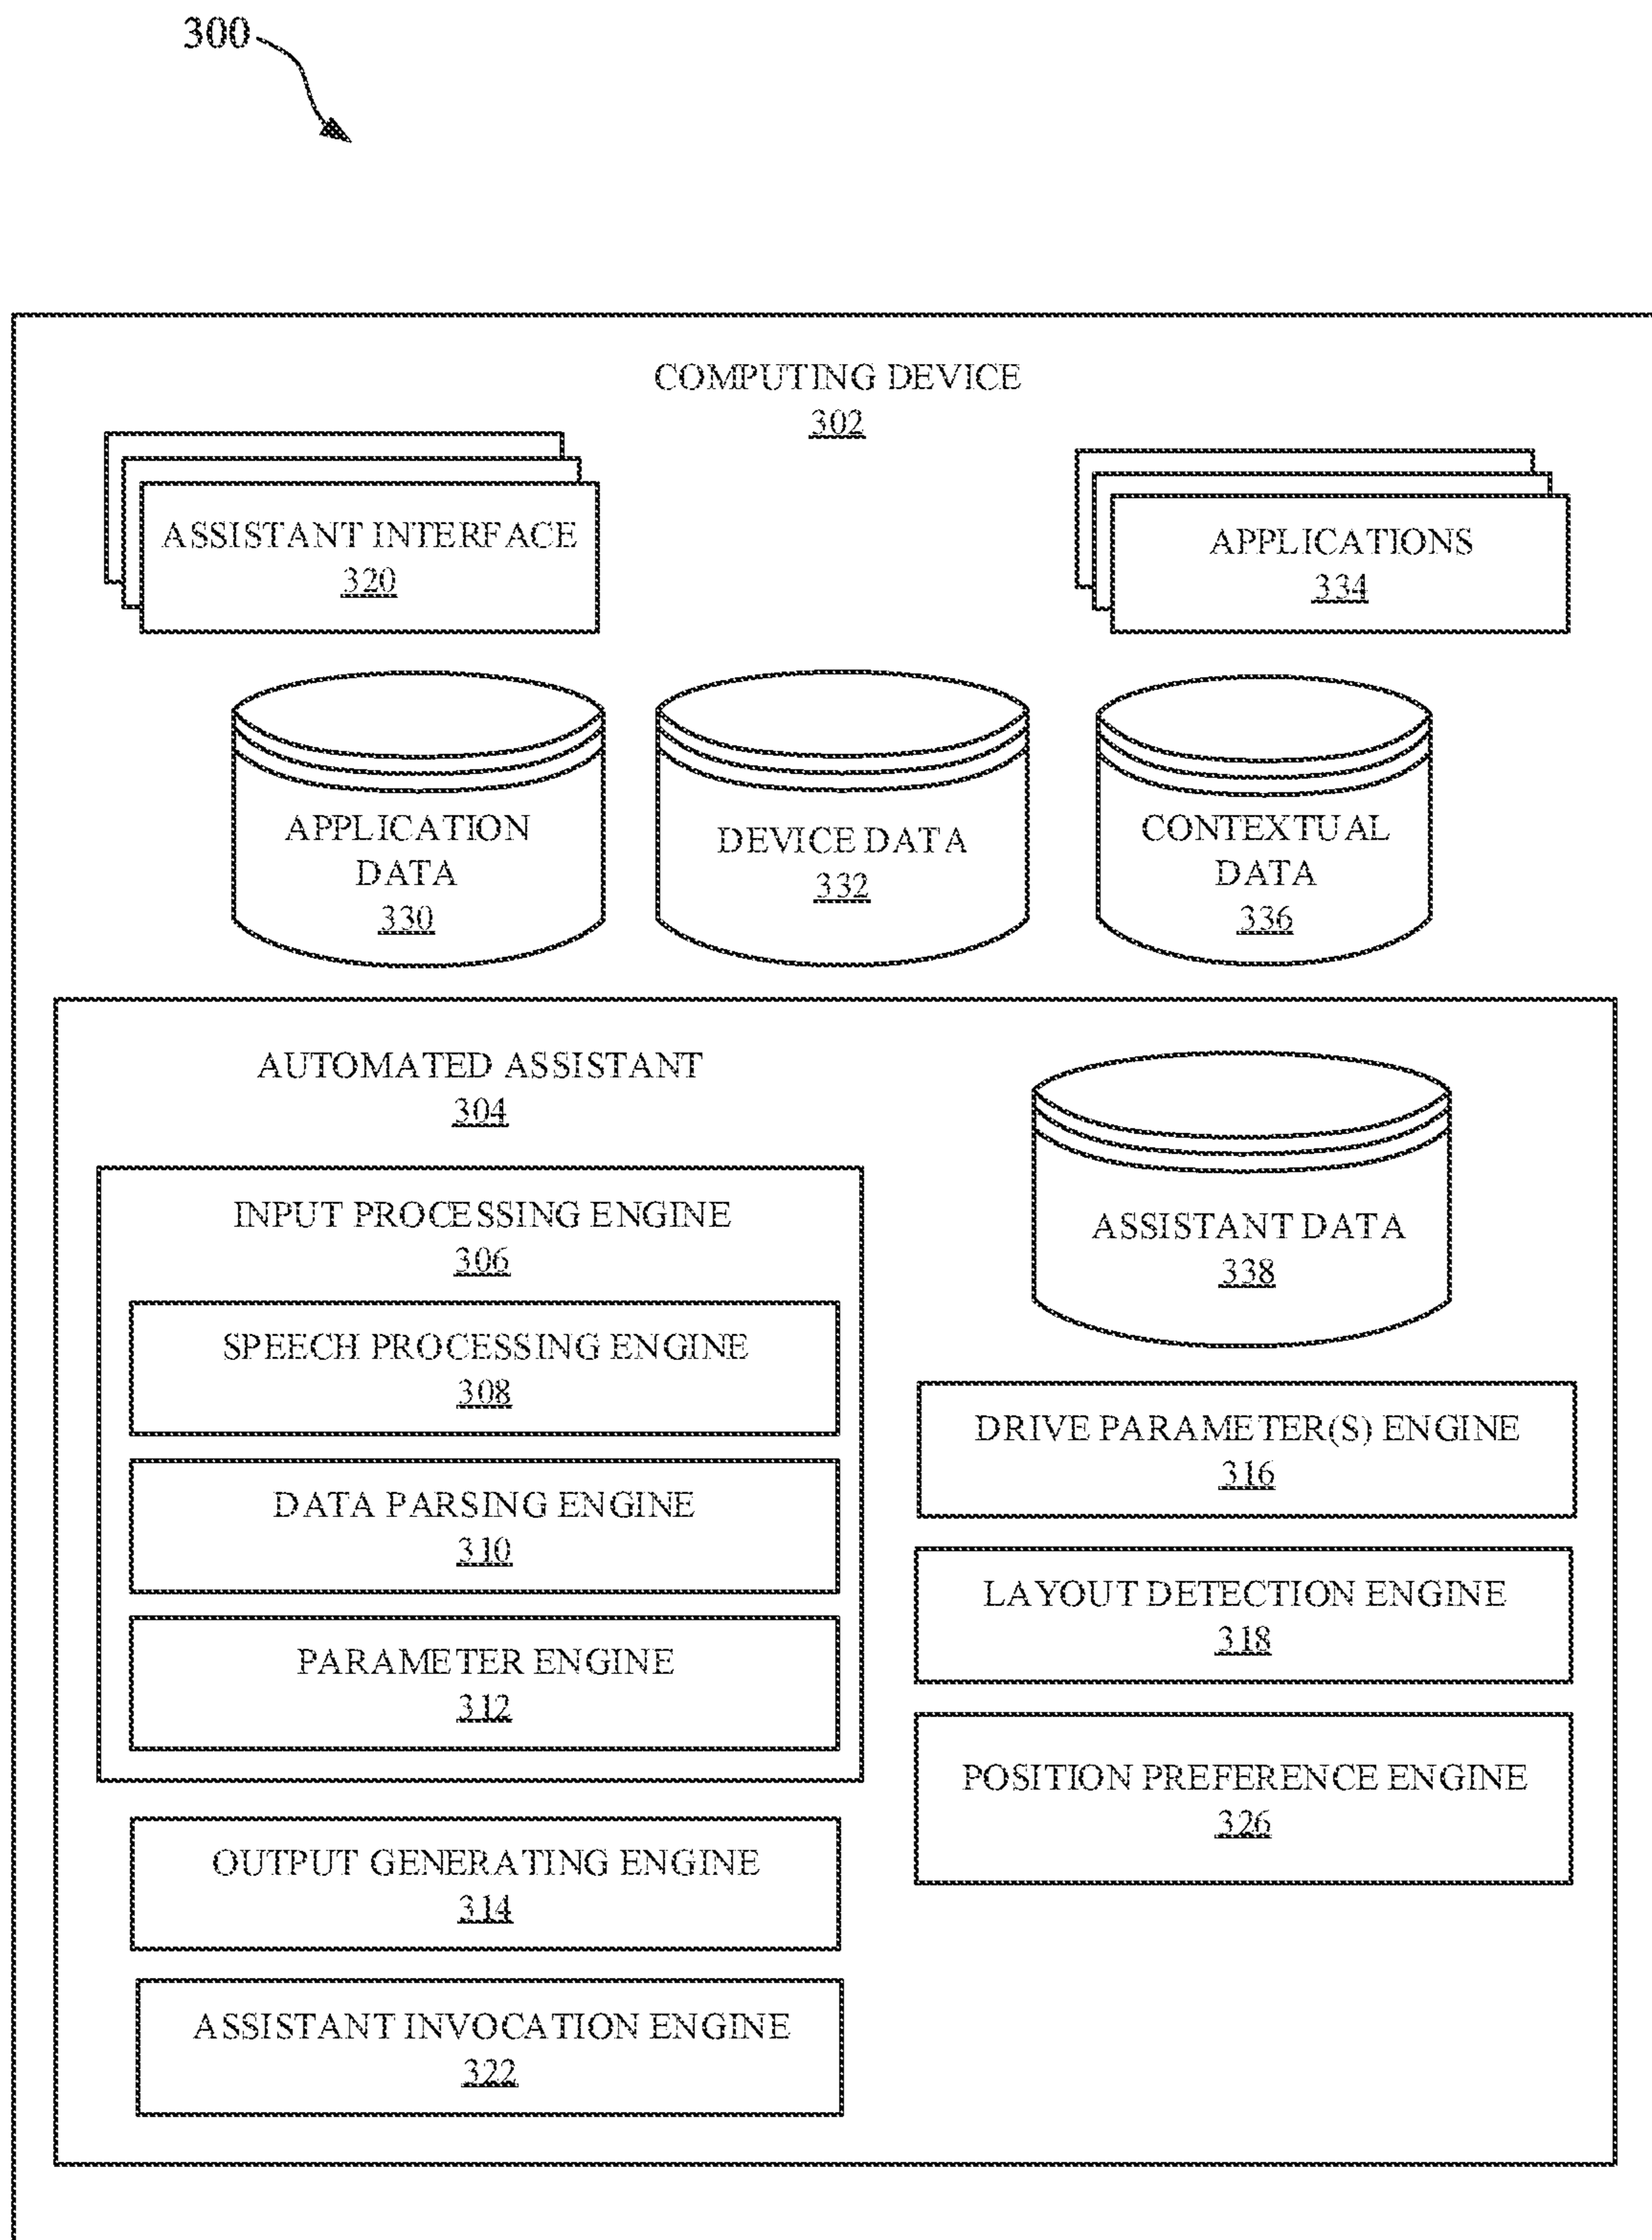 300
COMPUTING DEVICE
302
ASSISTANT INTERFACE
320
APPLICATIONS
334
APPLICATION
DATA
330
DEVICE DATA
332
CONTEXTUAL
DATA
336
AUTOMATED ASSISTANT
304
INPUT PROCESSING ENGINE
306
SPEECH PROCESSING ENGINE
308
DATA PARSING ENGINE
310
PARAMETER ENGINE
312
OUTPUT GENERATING ENGINE
314
ASSISTANT INVOCATION ENGINE
322
ASSISTANT DATA
338
DRIVE PARAMETER(S) ENGINE
316
LAYOUT DETECTION ENGINE
318
POSITION PREFERENCE ENGINE
326